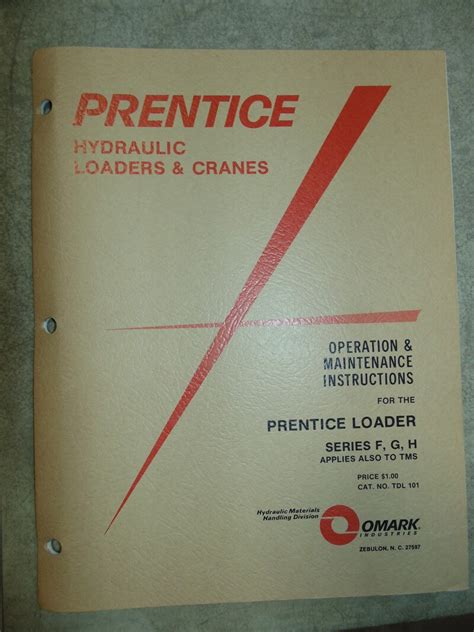 PRENTICE
HYDRAULIC
LOADERS & CRANES
OPERATION &
MAINTENANCE
INSTRUCTIONS
FOR THE
PRENTICE LOADER
SERIES F, G, H
APPLIES ALSO TO TMS
PRICE $1.00
CAT. NO. TDL 101
Hydraulic Materials
Handling Division
OMARK
INDUSTRIES
ZEBULON, N. C. 27597